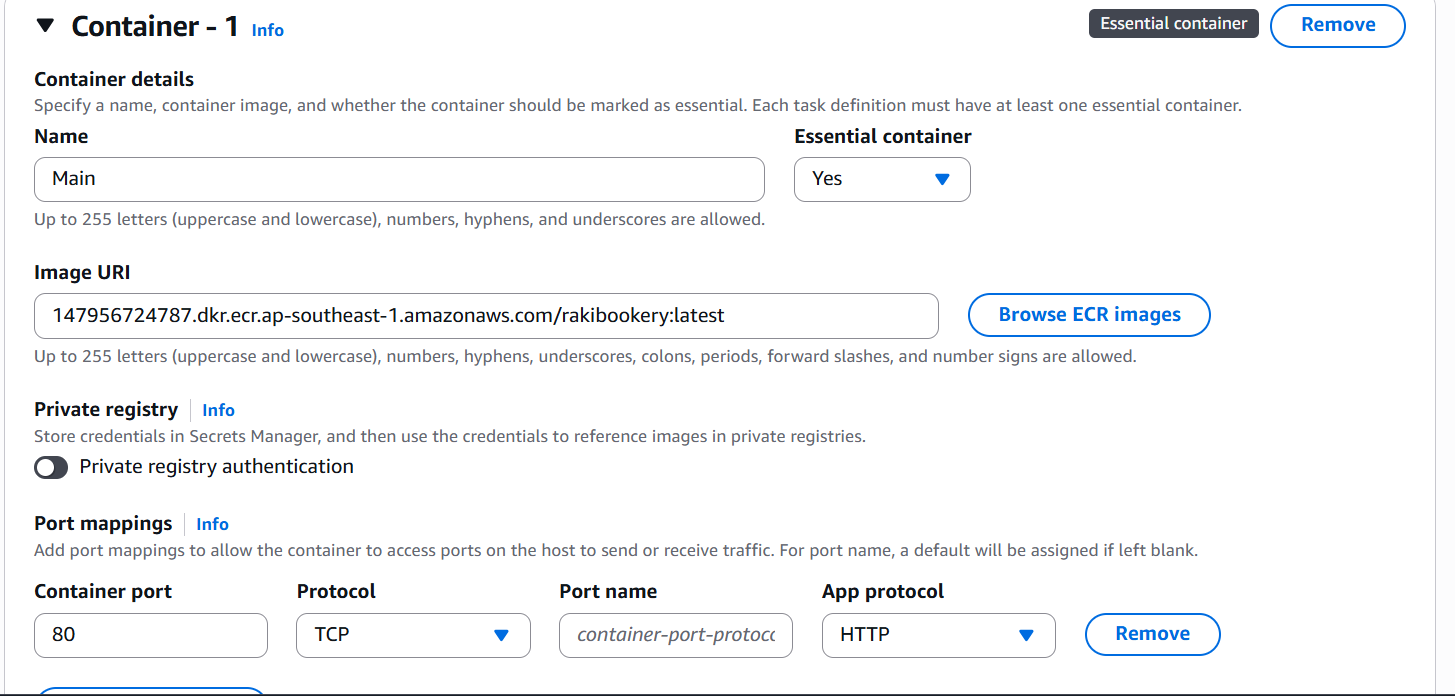 Container - 1 Info Essential container Remove
Container details
Specify a name, container image, and whether the container should be marked as essential. Each task definition must have at least one essential container.
Name Essential container
Main Yes
Up to 255 letters (uppercase and lowercase), numbers, hyphens, and underscores are allowed.
Image URI
147956724787.dkr.ecr.ap-southeast-1.amazonaws.com/rakibookery:latest Browse ECR images
Up to 255 letters (uppercase and lowercase), numbers, hyphens, underscores, colons, periods, forward slashes, and number signs are allowed.
Private registry Info
Store credentials in Secrets Manager, and then use the credentials to reference images in private registries.
Private registry authentication
Port mappings Info
Add port mappings to allow the container to access ports on the host to send or receive traffic. For port name, a default will be assigned if left blank.
Container port Protocol Port name App protocol
80 TCP container-port-protoco HTTP Remove